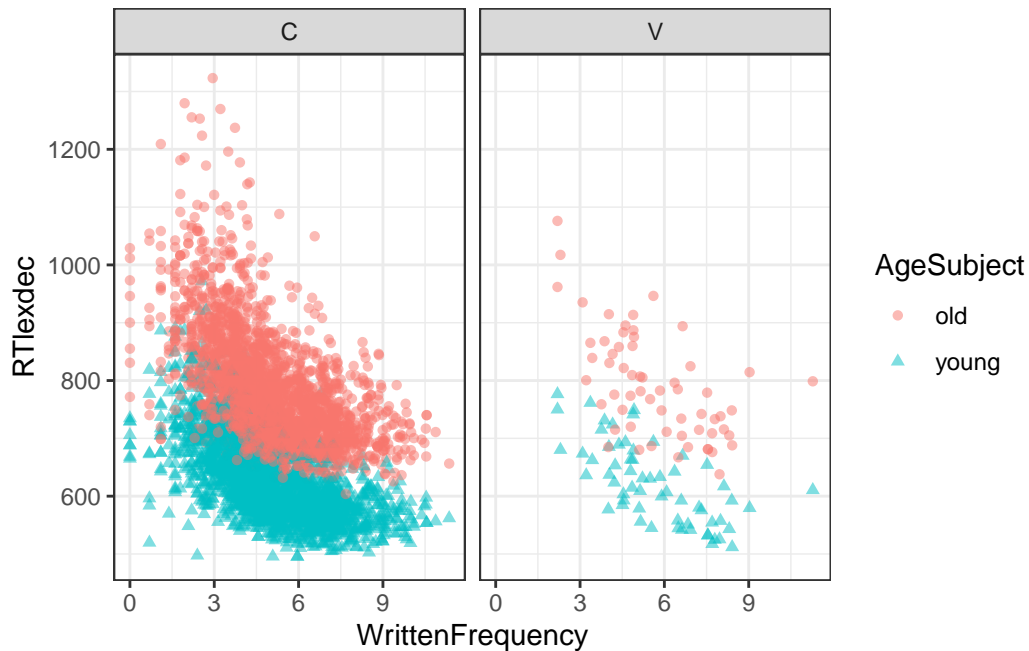 C V
1200
1000
800
600
RTlexdec
0 3 6 9 0 3 6 9
WrittenFrequency
AgeSubject
old
young